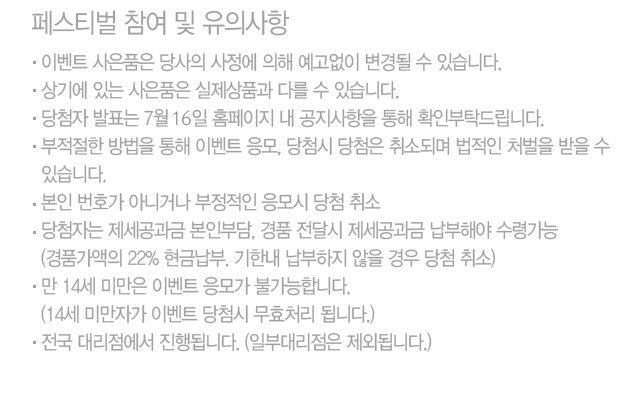 페스티벌 참여 및 유의사항
· 이벤트 사은품은 당사의 사정에 의해 예고없이 변경될 수 있습니다.
· 상기에 있는 사은품은 실제상품과 다를 수 있습니다.
· 당첨자 발표는 7월 16일 홈페이지 내 공지사항을 통해 확인부탁드립니다.
· 부적절한 방법을 통해 이벤트 응모, 당첨시 당첨은 취소되며 법적인 처벌을 받을 수
있습니다.
· 본인 번호가 아니거나 부정적인 응모시 당첨 취소
· 당첨자는 제세공과금 본인부담, 경품 전달시 제세공과금 납부해야 수령가능
(경품가액의 22% 현금납부. 기한내 납부하지 않을 경우 당첨 취소)
· 만 14세 미만은 이벤트 응모가 불가능합니다.
(14세 미만자가 이벤트 당첨시 무효처리 됩니다.)
· 전국 대리점에서 진행됩니다. (일부대리점은 제외됩니다.)